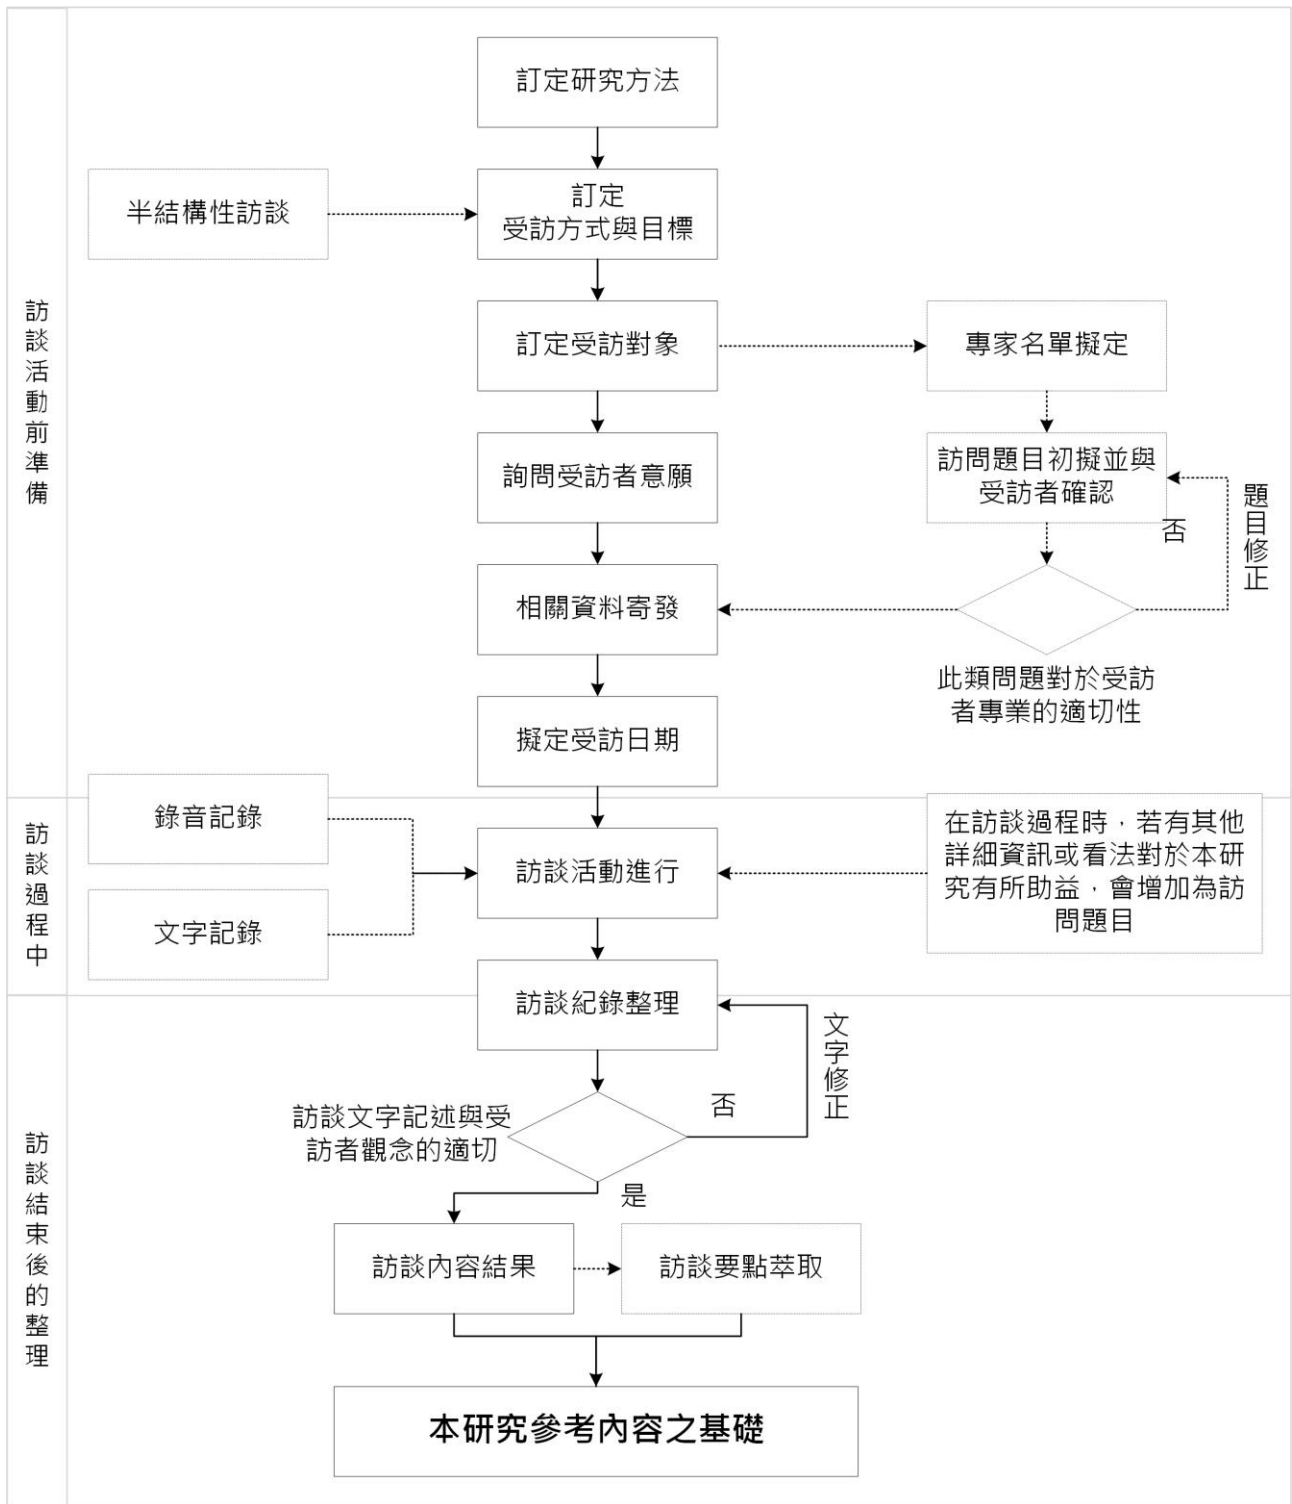 訪談活動前準備
訂定研究方法
半結構性訪談
訂定
受訪方式與目標
訂定受訪對象
專家名單擬定
詢問受訪者意願
訪問題目初擬並與
受訪者確認
否
題目修正
相關資料寄發
此類問題對於受訪
者專業的適切性
擬定受訪日期
訪談過程中
錄音記錄
文字記錄
訪談活動進行
在訪談過程時，若有其他
詳細資訊或看法對於本研
究有所助益，會增加為訪
問題目
訪談結束後的整理
訪談紀錄整理
文字修正
訪談文字記述與受
訪者觀念的適切
否
是
訪談內容結果
訪談要點萃取
本研究參考內容之基礎